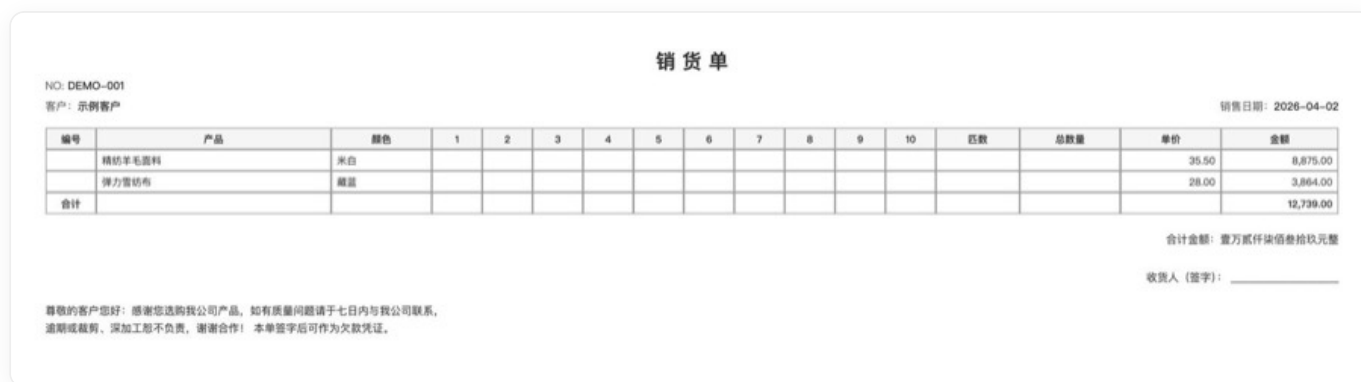 销货单
NO: DEMO-001
客户：示例客户 销售日期：2026-04-02
编号 产品 颜色 1 2 3 4 5 6 7 8 9 10 匹数 总数量 单价 金额
精纺羊毛面料 米白 35.50 8,875.00
弹力雪纺布 藏蓝 28.00 3,864.00
合计 12,739.00
合计金额：壹万贰仟柒佰叁拾玖元整
收货人（签字）：
尊敬的客户您好：感谢您选购我公司产品，如有质量问题请于七日内与我公司联系，
逾期或裁剪、深加工恕不负责，谢谢合作！ 本单签字后可作为欠款凭证。